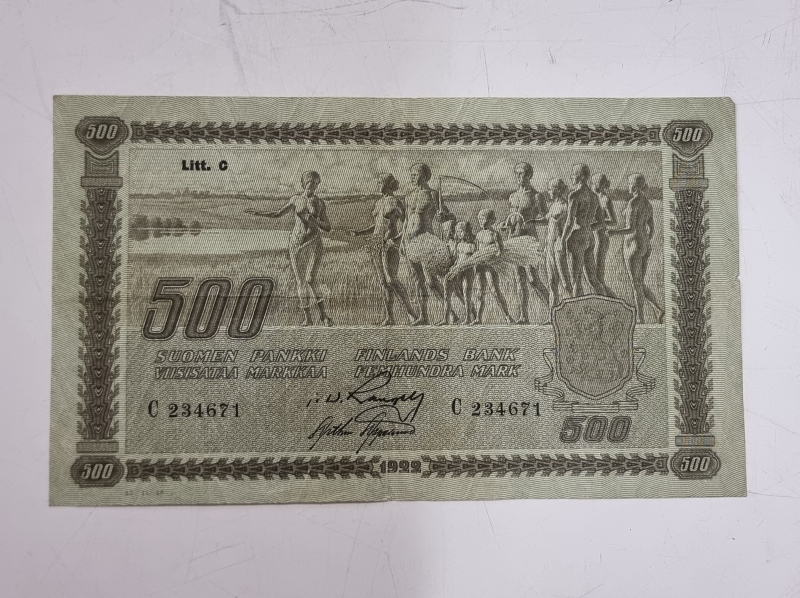 500 500
Litt. C
500
SUOMEN PANKKI FINLANDS BANK
VIISISATAA MARKKAA FEMHUNDRA MARK
C 234671 C 234671
500
500 1922 500